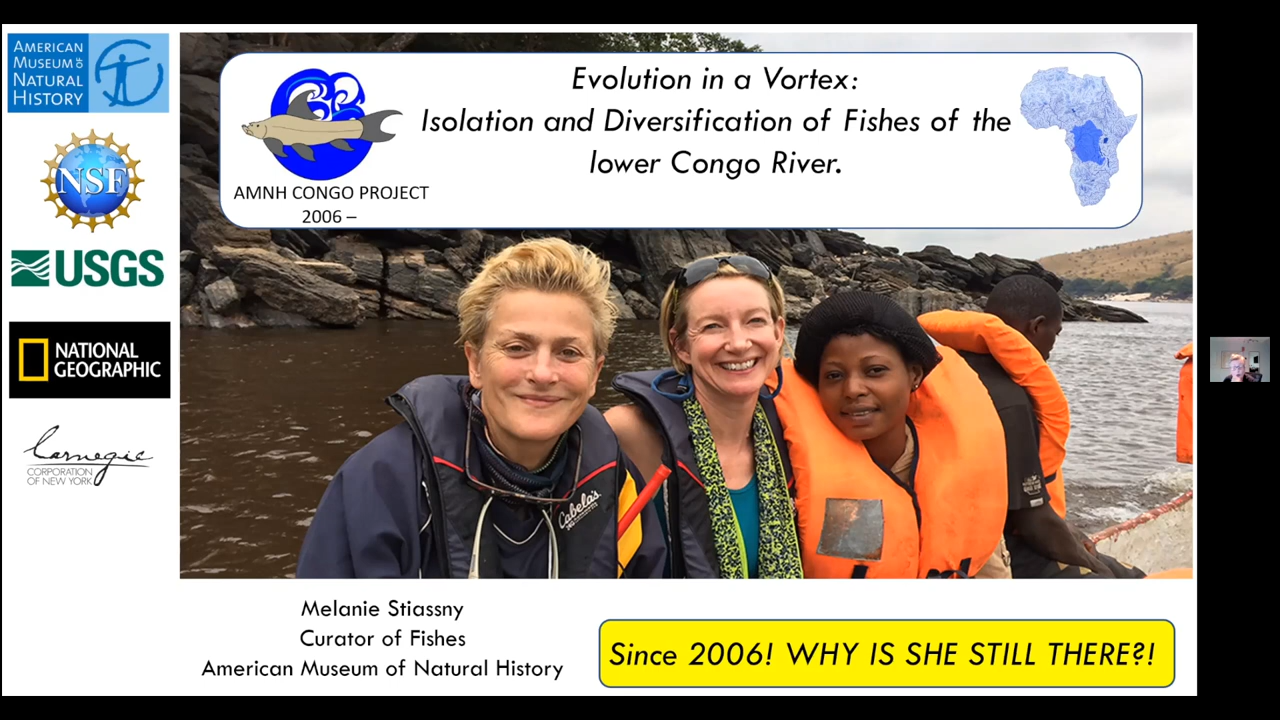 AMERICAN
MUSEUM OF
NATURAL
HISTORY
NSF
USGS
NATIONAL
GEOGRAPHIC
Carnegie
CORPORATION
OF NEW YORK
AMNH CONGO PROJECT
2006 –
Evolution in a Vortex:
Isolation and Diversification of Fishes of the
lower Congo River.
Cabela's
Melanie Stiassny
Curator of Fishes
American Museum of Natural History
Since 2006! WHY IS SHE STILL THERE?!